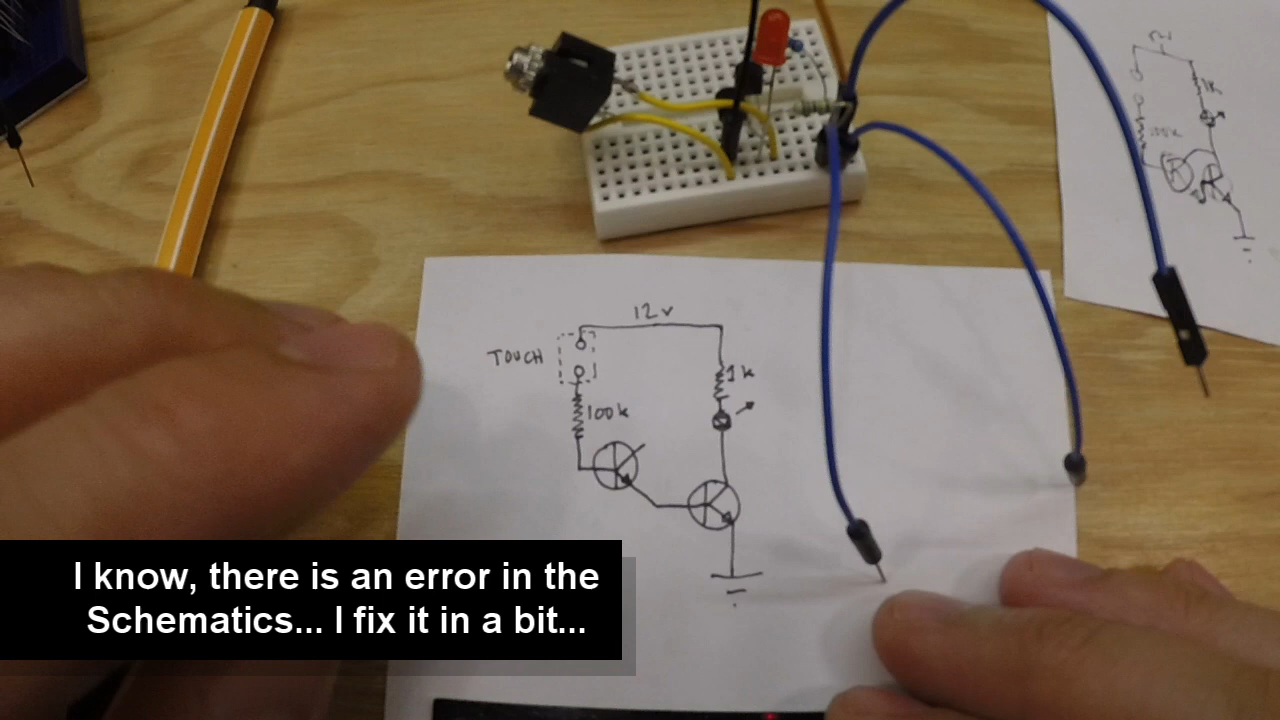 12v
TOUCH
1k
100k
I know, there is an error in the
Schematics... I fix it in a bit...